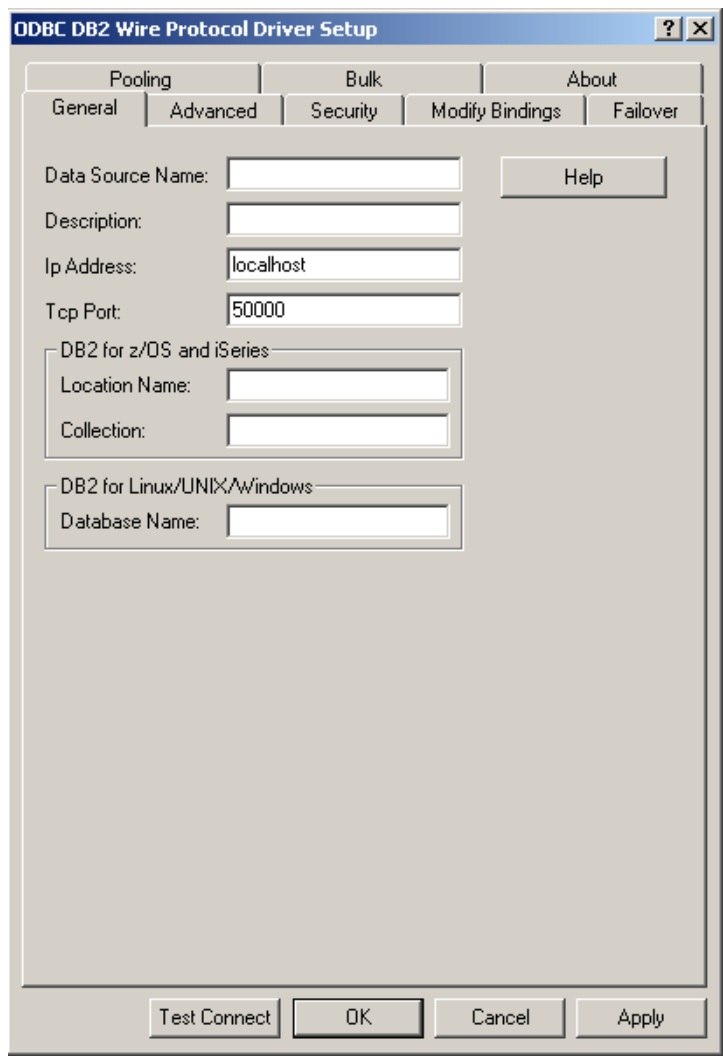 ODBC DB2 Wire Protocol Driver Setup ? X
Pooling Bulk About
General Advanced Security Modify Bindings Failover
Data Source Name: Help
Description:
Ip Address: localhost
Tcp Port: 50000
DB2 for z/OS and iSeries
Location Name:
Collection:
DB2 for Linux/UNIX/Windows
Database Name:
Test Connect OK Cancel Apply